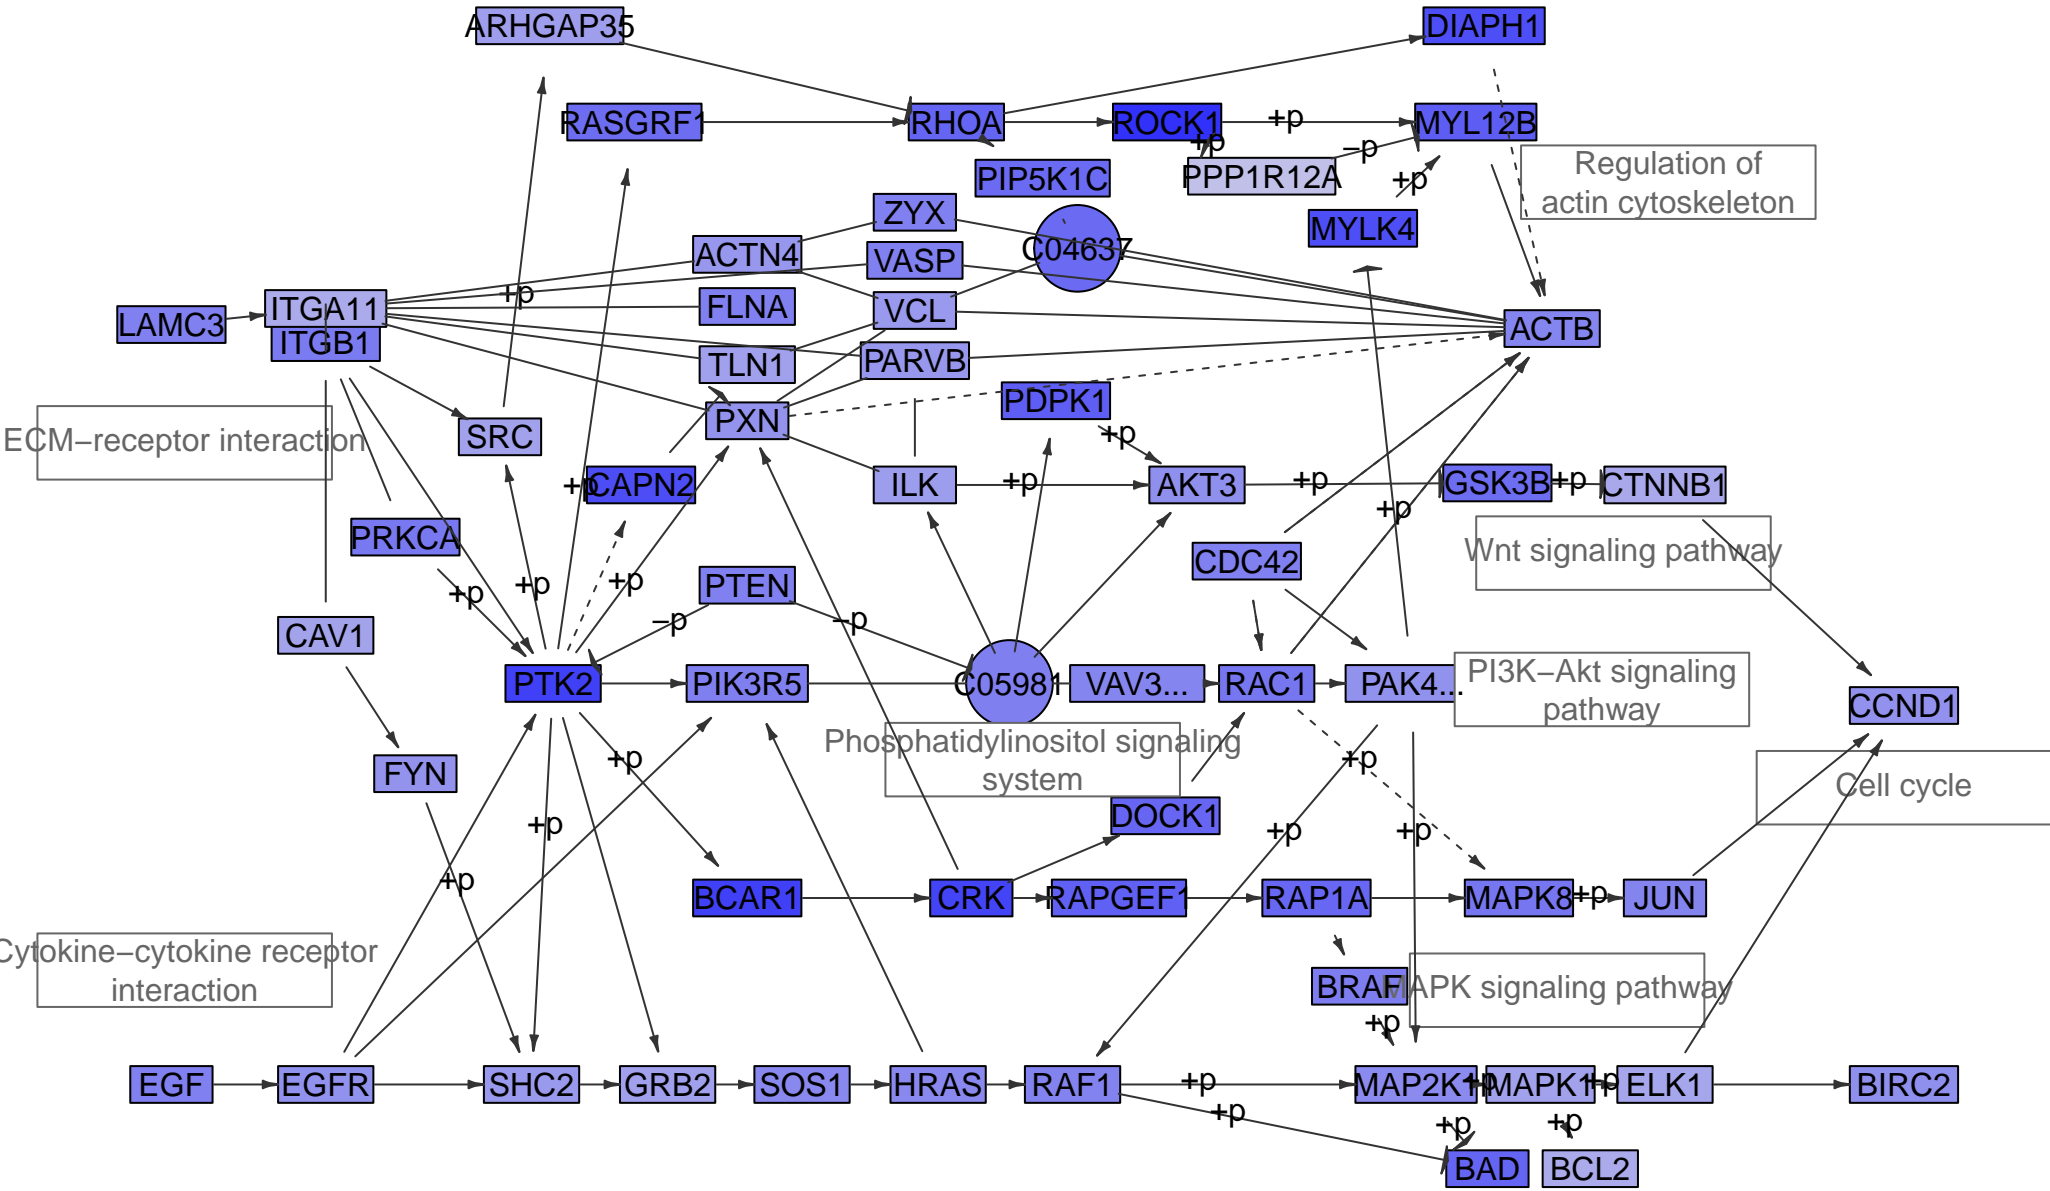 ARHGAP35
DIAPH1
RASGRF1
RHOA
ROCK1
+p
MYL12B
+p
−p
PIP5K1C
PPP1R12A
+p
Regulation of
actin cytoskeleton
ZYX
MYLK4
ACTN4
VASP
C04637
+p
LAMC3
ITGA11
FLNA
VCL
ACTB
ITGB1
TLN1
PARVB
PDPK1
PXN
+p
ECM−receptor interaction
SRC
+p
CAPN2
ILK
+p
AKT3
+p
GSK3B
+p
CTNNB1
+p
PRKCA
CDC42
Wnt signaling pathway
+p
+p
+p
PTEN
−p
−p
CAV1
PTK2
PIK3R5
C05981
VAV3...
RAC1
PAK4...
PI3K−Akt signaling
pathway
CCND1
Phosphatidylinositol signaling
system
FYN
+p
+p
Cell cycle
DOCK1
+p
+p
+p
+p
BCAR1
CRK
RAPGEF1
RAP1A
MAPK8
+p
JUN
Cytokine−cytokine receptor
interaction
BRAF
MAPK signaling pathway
+p
EGF
EGFR
SHC2
GRB2
SOS1
HRAS
RAF1
+p
MAP2K1
+p
MAPK1
+p
ELK1
BIRC2
+p
+p
+p
BAD
BCL2